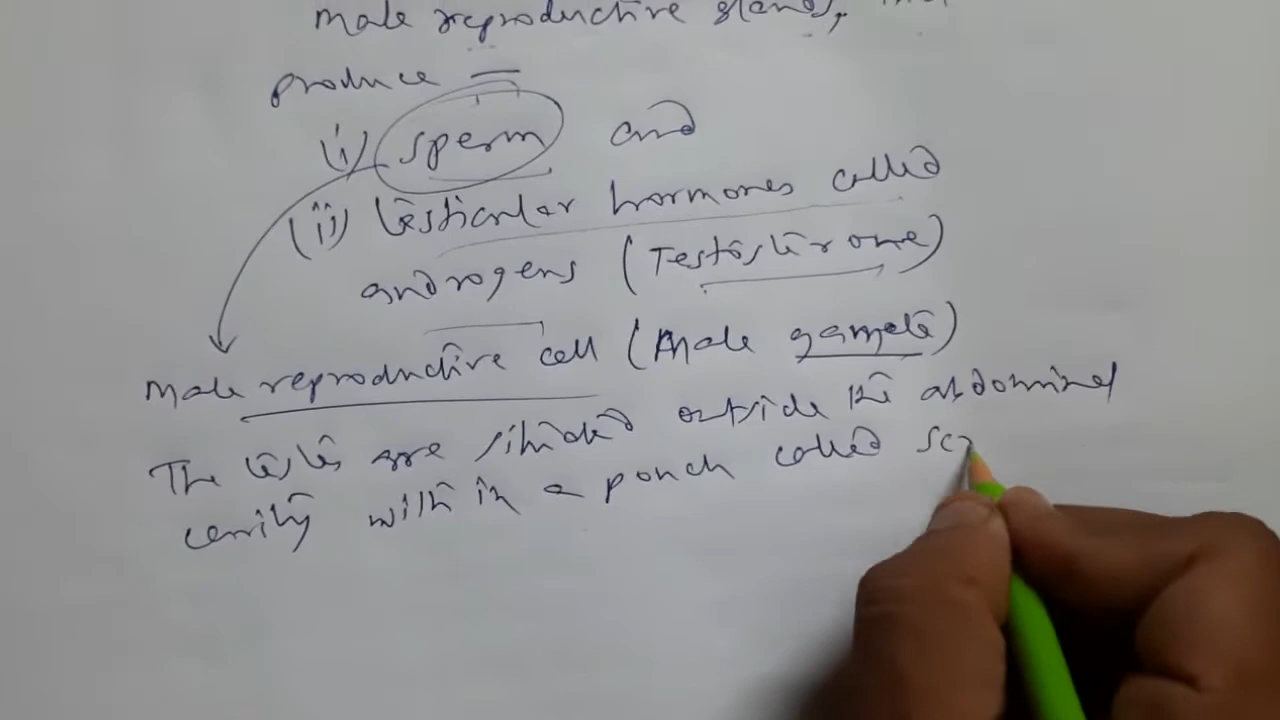 male reproductive gland,
produce =
(i) sperm and
(ii) testicular hormones called
androgens (Testosterone)
Male reproductive cell (Male gamete)
The testes are situated outside the abdominal
cavity with in a pouch called sc